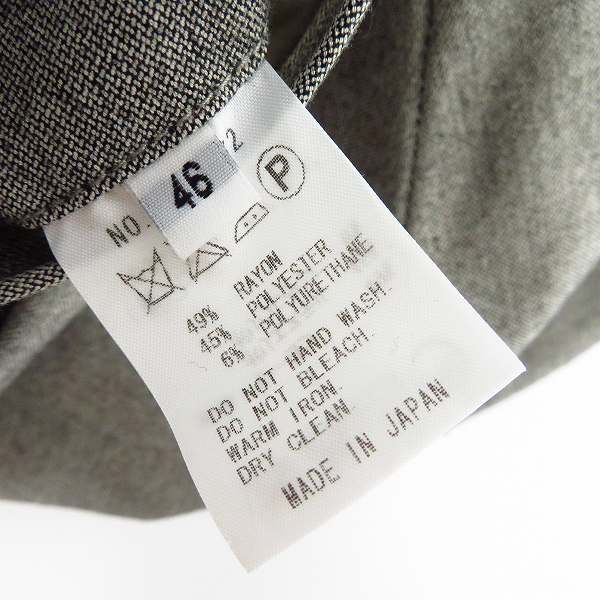 46
NO.
2
P
49% RAYON
45% POLYESTER
6% POLYURETHANE
DO NOT HAND WASH.
DO NOT BLEACH.
WARM IRON.
DRY CLEAN.
MADE IN JAPAN